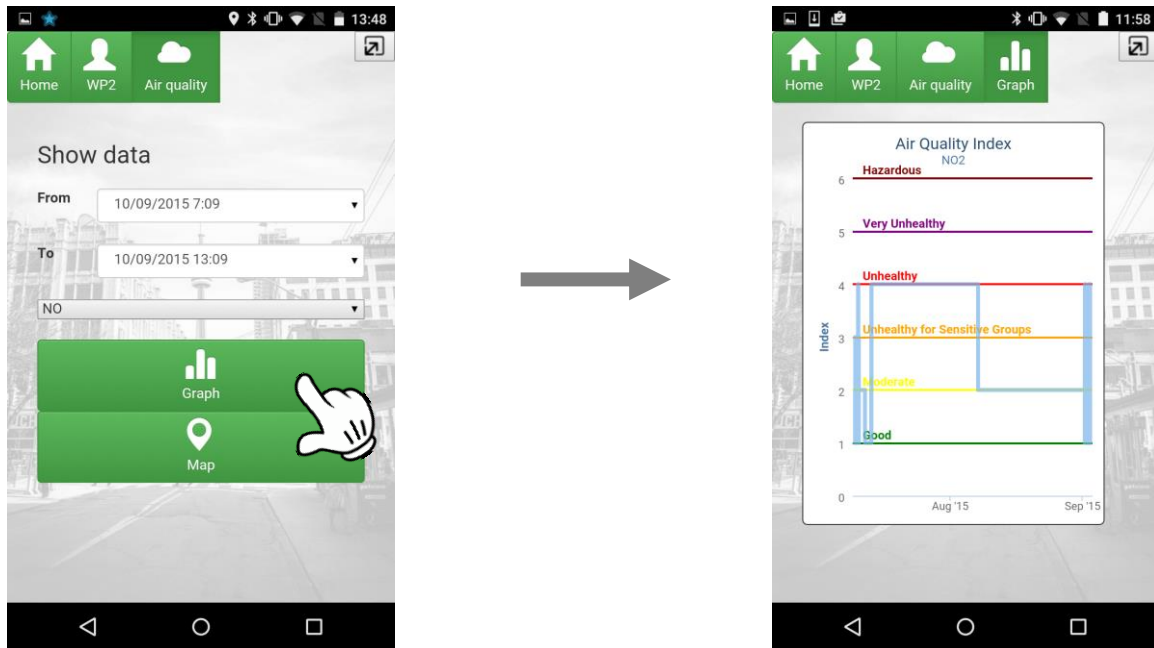 13:48
Home WP2 Air quality
Show data
From 10/09/2015 7:09
To 10/09/2015 13:09
NO
Graph
Map
11:58
Home WP2 Air quality Graph
Air Quality Index
NO2
Hazardous
6
Very Unhealthy
5
Unhealthy
4
Unhealthy for Sensitive Groups
3
Moderate
2
Good
1
0
Index
Aug '15 Sep '15